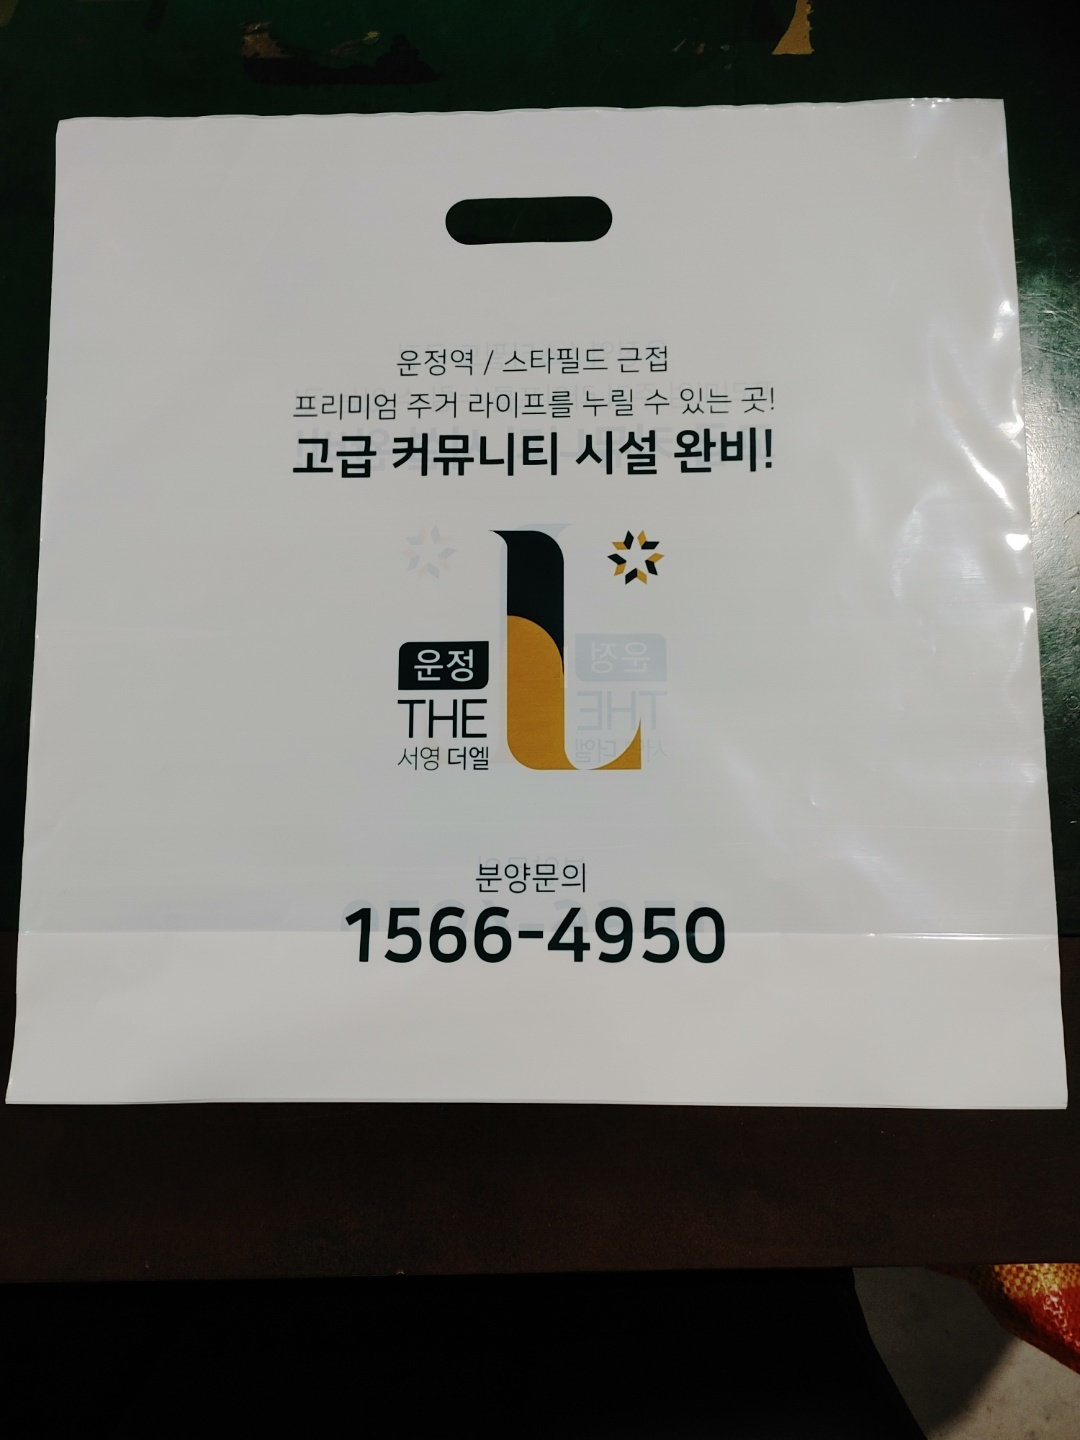 운정역 / 스타필드 근접
프리미엄 주거 라이프를 누릴 수 있는 곳!
고급 커뮤니티 시설 완비!
운정
THE L
서영 더엘
분양문의
1566-4950